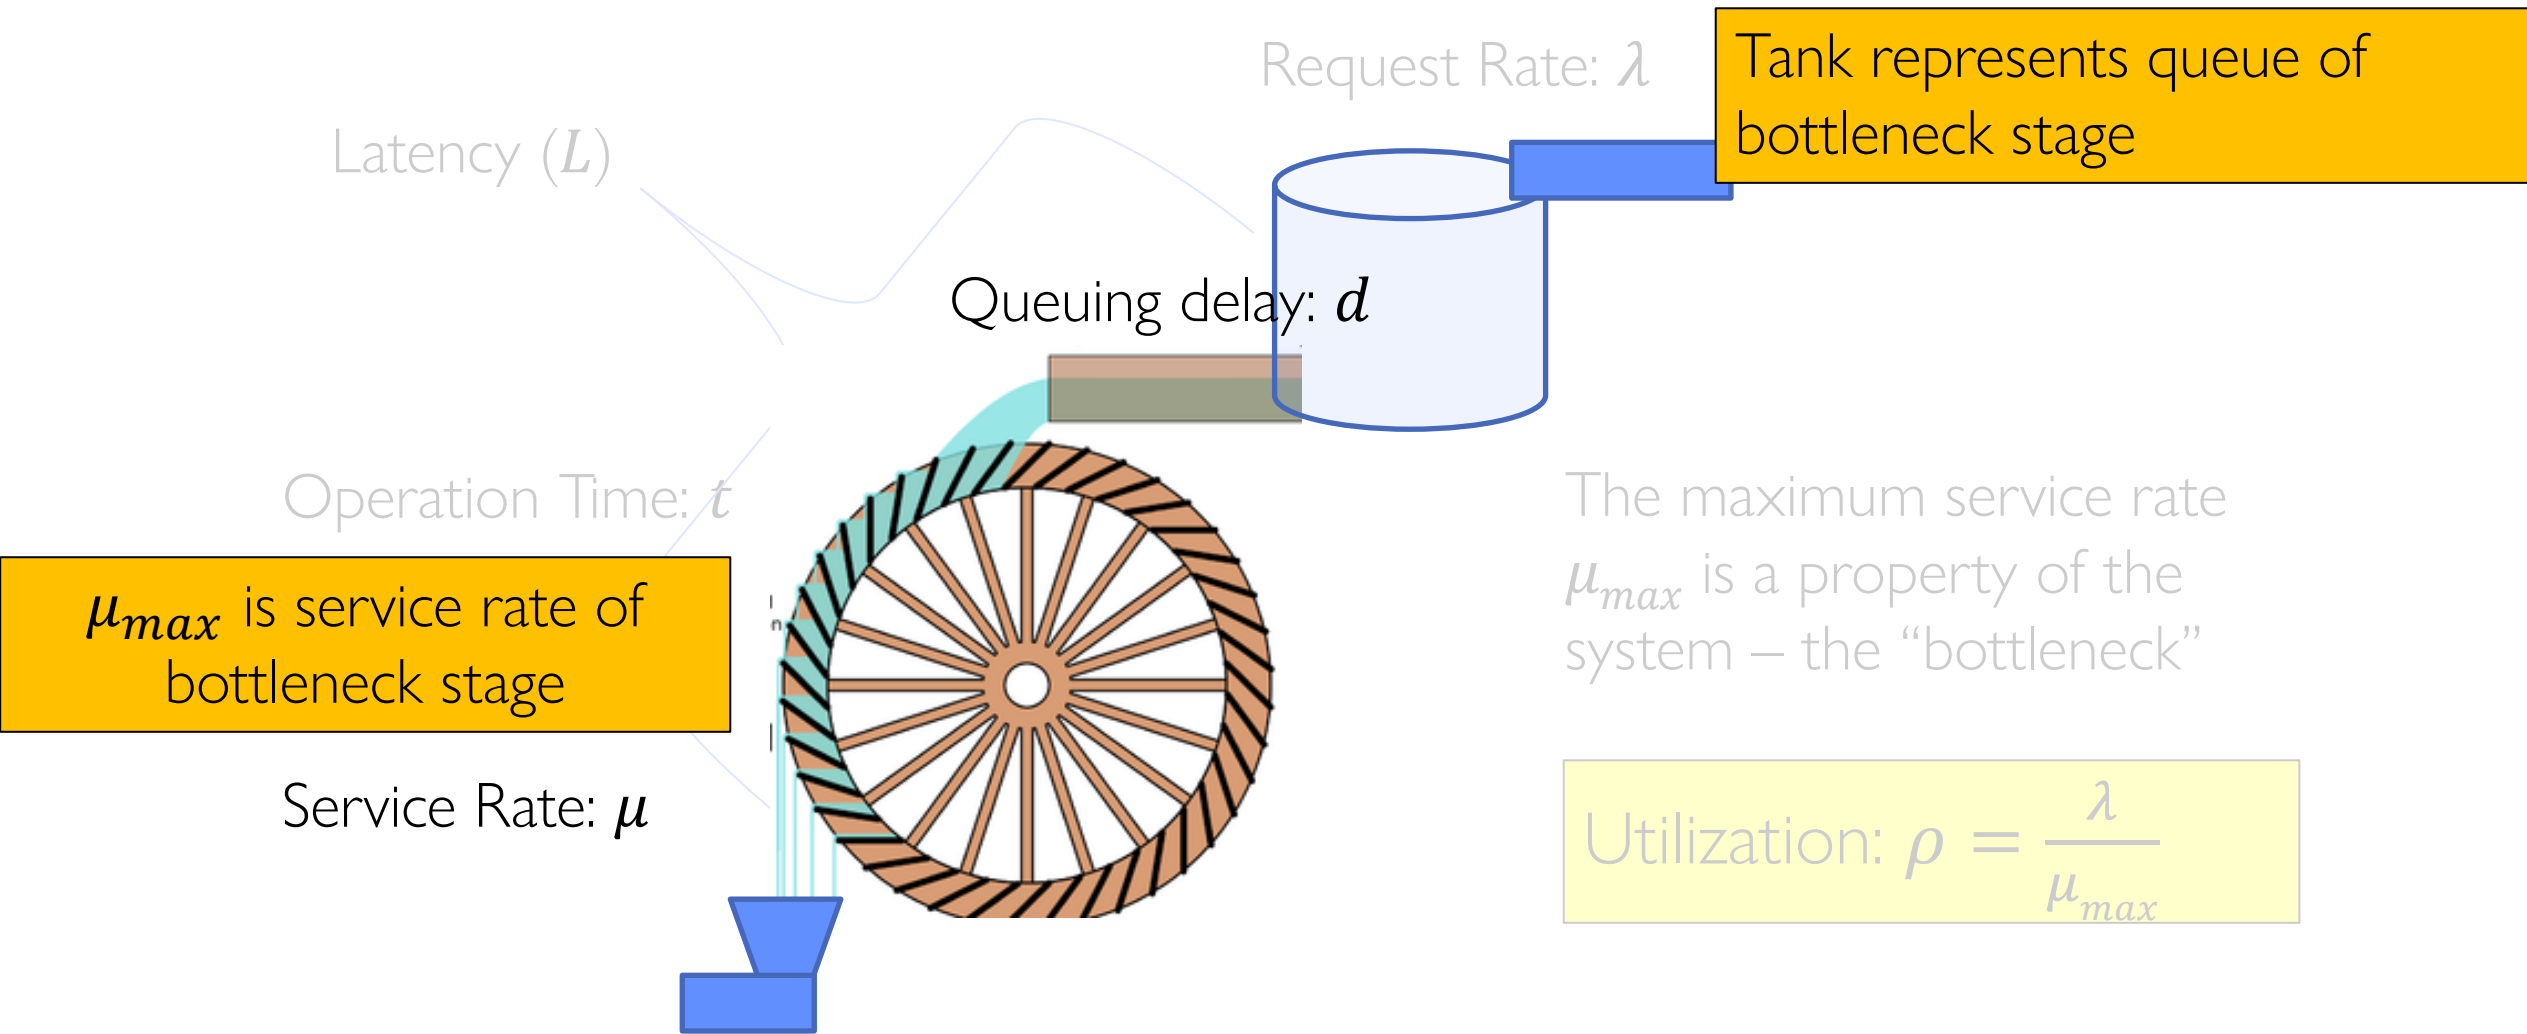 Request Rate: λ
Tank represents queue of
bottleneck stage
Latency (L)
Queuing delay: d
Operation Time: t
μmax is service rate of
bottleneck stage
Service Rate: μ
The maximum service rate
μmax is a property of the
system – the “bottleneck”
Utilization: ρ = λ / μmax